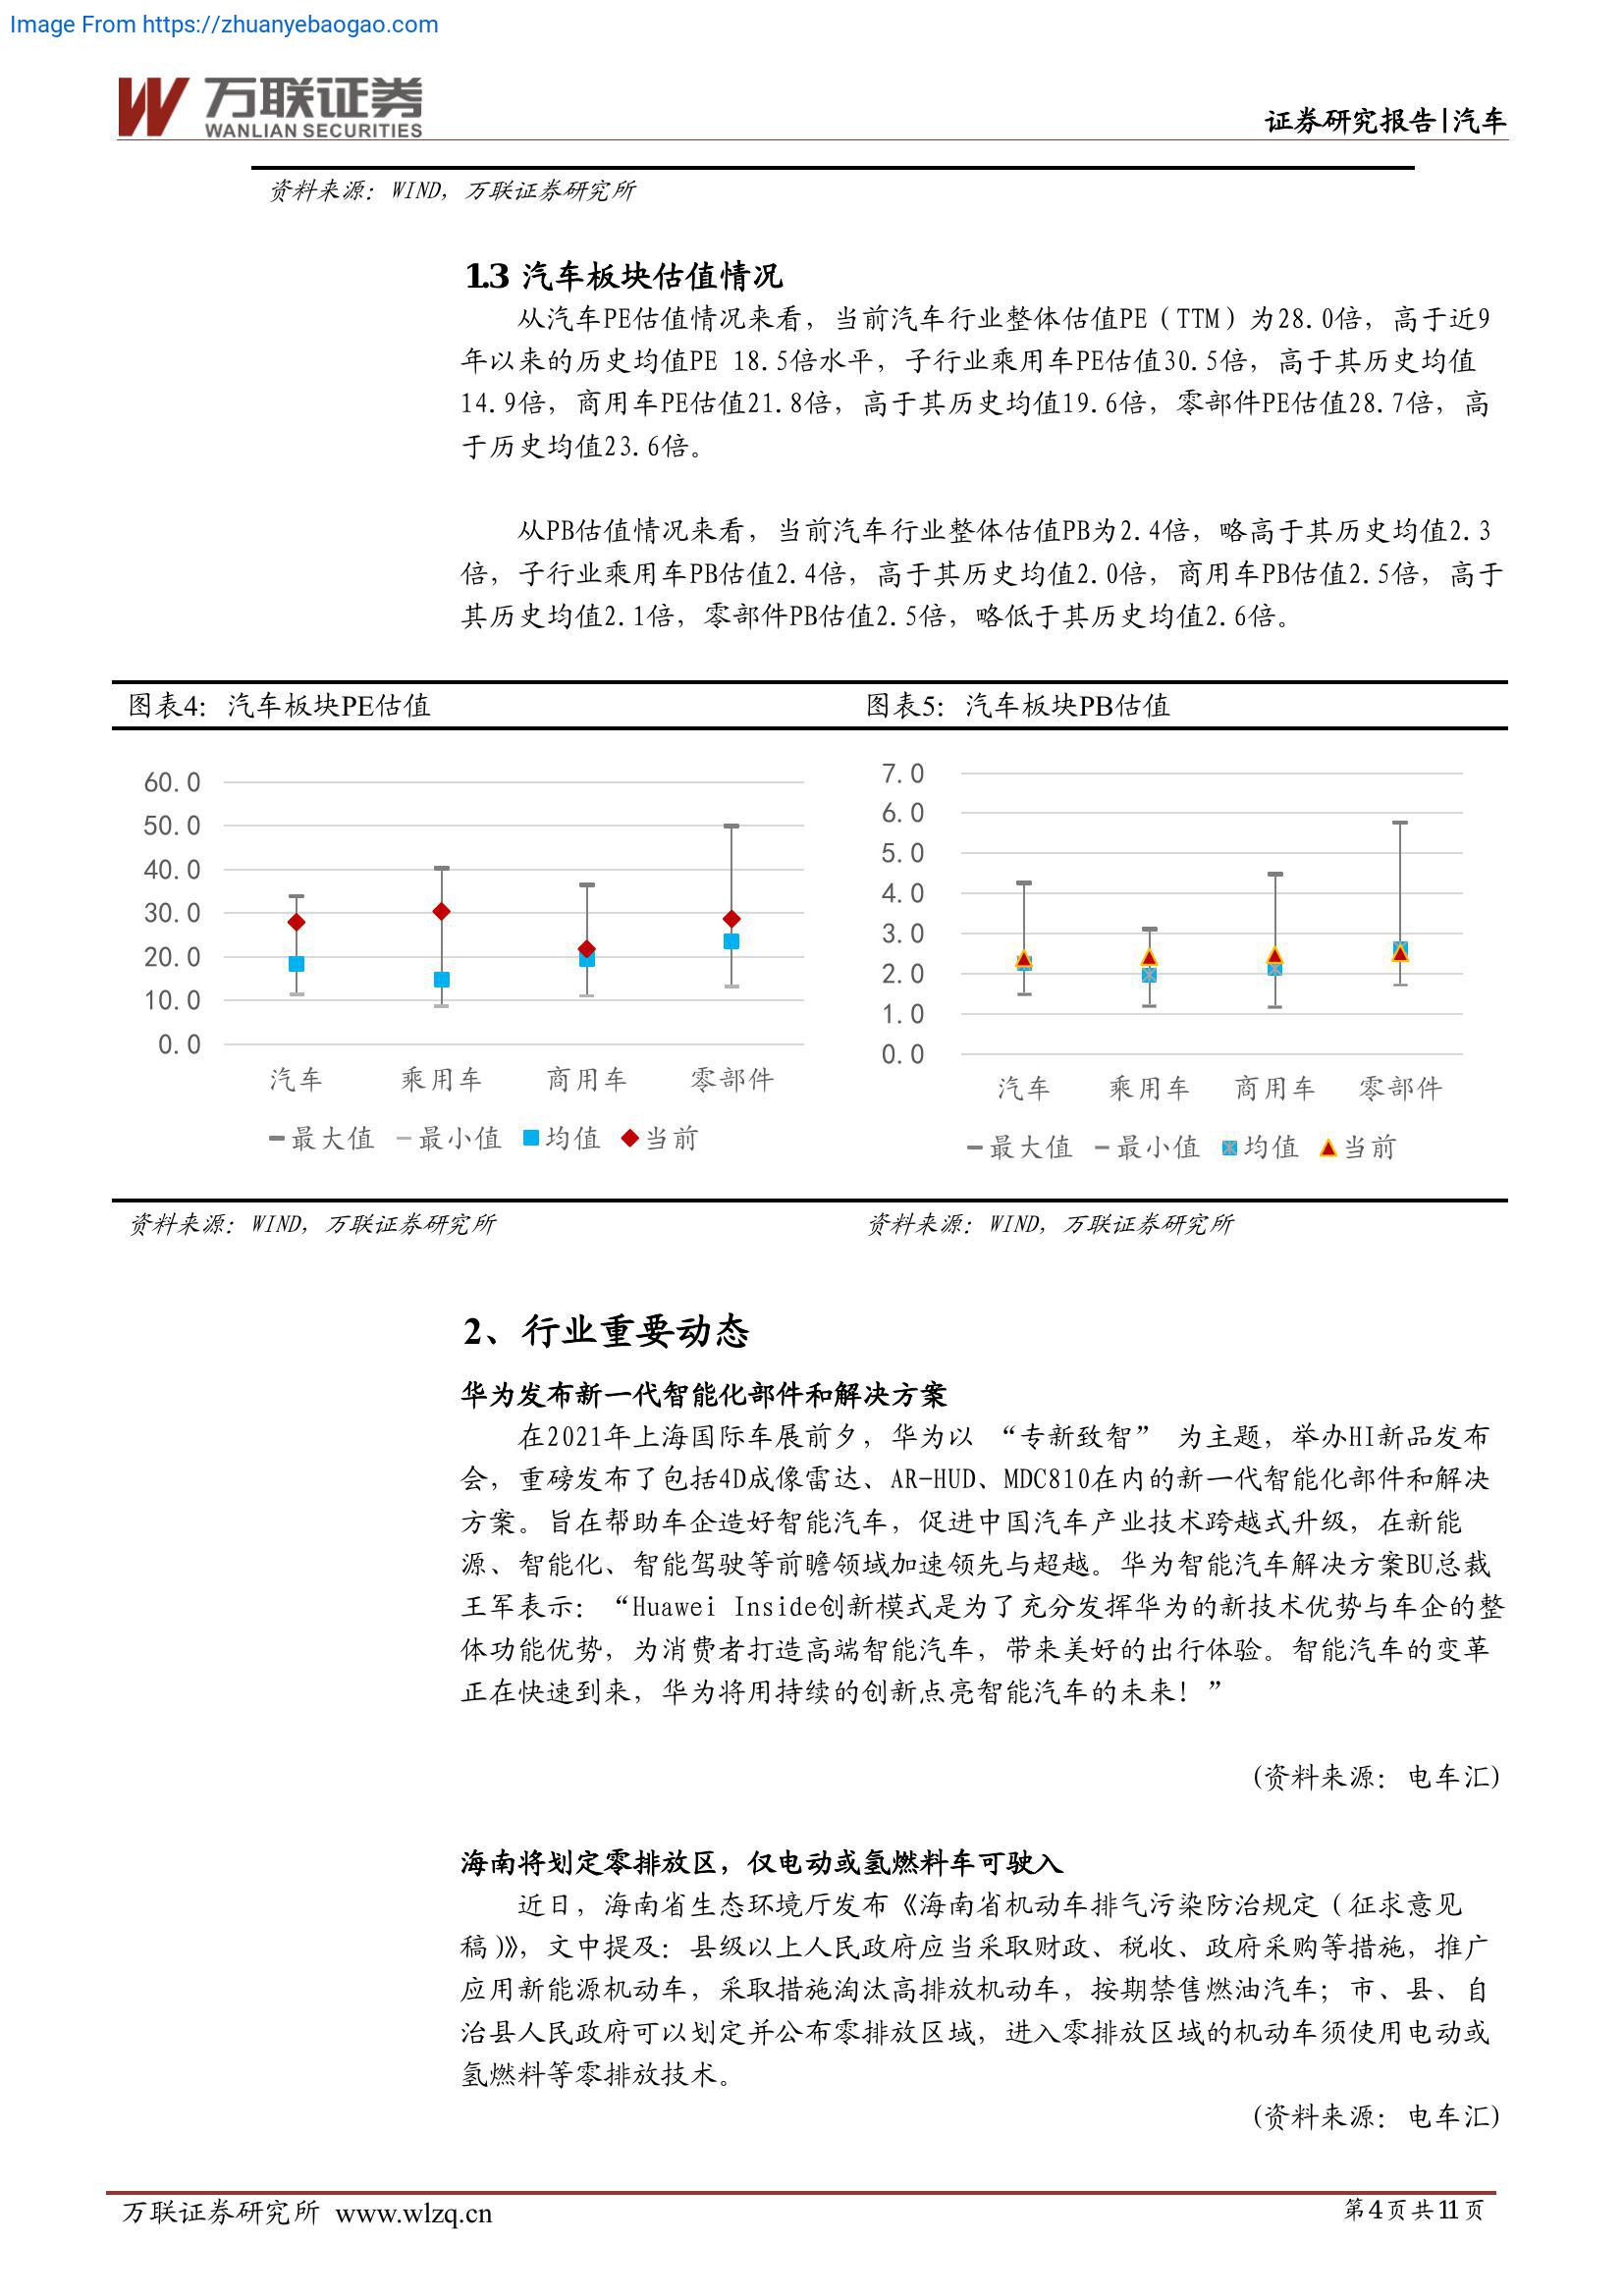 Image From https://zhuanyebaogao.com
万联证券
WANLIAN SECURITIES
证券研究报告|汽车
资料来源：WIND，万联证券研究所
1.3 汽车板块估值情况
从汽车PE估值情况来看，当前汽车行业整体估值PE（TTM）为28.0倍，高于近9
年以来的历史均值PE 18.5倍水平，子行业乘用车PE估值30.5倍，高于其历史均值
14.9倍，商用车PE估值21.8倍，高于其历史均值19.6倍，零部件PE估值28.7倍，高
于历史均值23.6倍。
从PB估值情况来看，当前汽车行业整体估值PB为2.4倍，略高于其历史均值2.3
倍，子行业乘用车PB估值2.4倍，高于其历史均值2.0倍，商用车PB估值2.5倍，高于
其历史均值2.1倍，零部件PB估值2.5倍，略低于其历史均值2.6倍。
图表4：汽车板块PE估值
60.0
50.0
40.0
30.0
20.0
10.0
0.0
汽车 乘用车 商用车 零部件
最大值 最小值 均值 当前
资料来源：WIND，万联证券研究所
图表5：汽车板块PB估值
7.0
6.0
5.0
4.0
3.0
2.0
1.0
0.0
汽车 乘用车 商用车 零部件
最大值 最小值 均值 当前
资料来源：WIND，万联证券研究所
2、行业重要动态
华为发布新一代智能化部件和解决方案
在2021年上海国际车展前夕，华为以 “专新致智” 为主题，举办HI新品发布
会，重磅发布了包括4D成像雷达、AR-HUD、MDC810在内的新一代智能化部件和解决
方案。旨在帮助车企造好智能汽车，促进中国汽车产业技术跨越式升级，在新能
源、智能化、智能驾驶等前瞻领域加速领先与超越。华为智能汽车解决方案BU总裁
王军表示：“Huawei Inside创新模式是为了充分发挥华为的新技术优势与车企的整
体功能优势，为消费者打造高端智能汽车，带来美好的出行体验。智能汽车的变革
正在快速到来，华为将用持续的创新点亮智能汽车的未来！”
(资料来源：电车汇)
海南将划定零排放区，仅电动或氢燃料车可驶入
近日，海南省生态环境厅发布《海南省机动车排气污染防治规定（征求意见
稿）》，文中提及：县级以上人民政府应当采取财政、税收、政府采购等措施，推广
应用新能源机动车，采取措施淘汰高排放机动车，按期禁售燃油汽车；市、县、自
治县人民政府可以划定并公布零排放区域，进入零排放区域的机动车须使用电动或
氢燃料等零排放技术。
(资料来源：电车汇)
万联证券研究所 www.wlzq.cn
第4页共11页